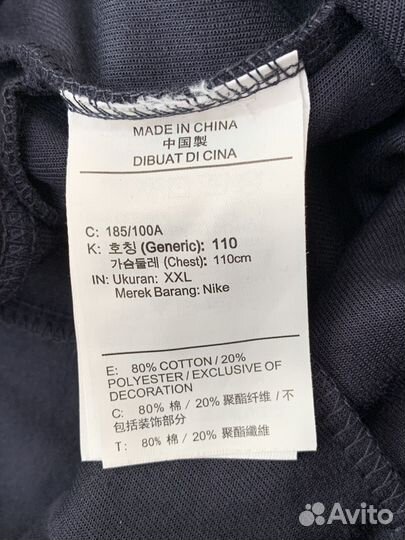 MADE IN CHINA
中国製
DIBUAT DI CINA
C: 185/100A
K: 호칭 (Generic): 110
가슴둘레 (Chest): 110cm
IN: Ukuran: XXL
Merek Barang: Nike
E: 80% COTTON / 20%
POLYESTER / EXCLUSIVE OF
DECORATION
C: 80% 棉 / 20% 聚酯纤维 / 不
包括装饰部分
T: 80% 棉 / 20% 聚酯纖維
Avito